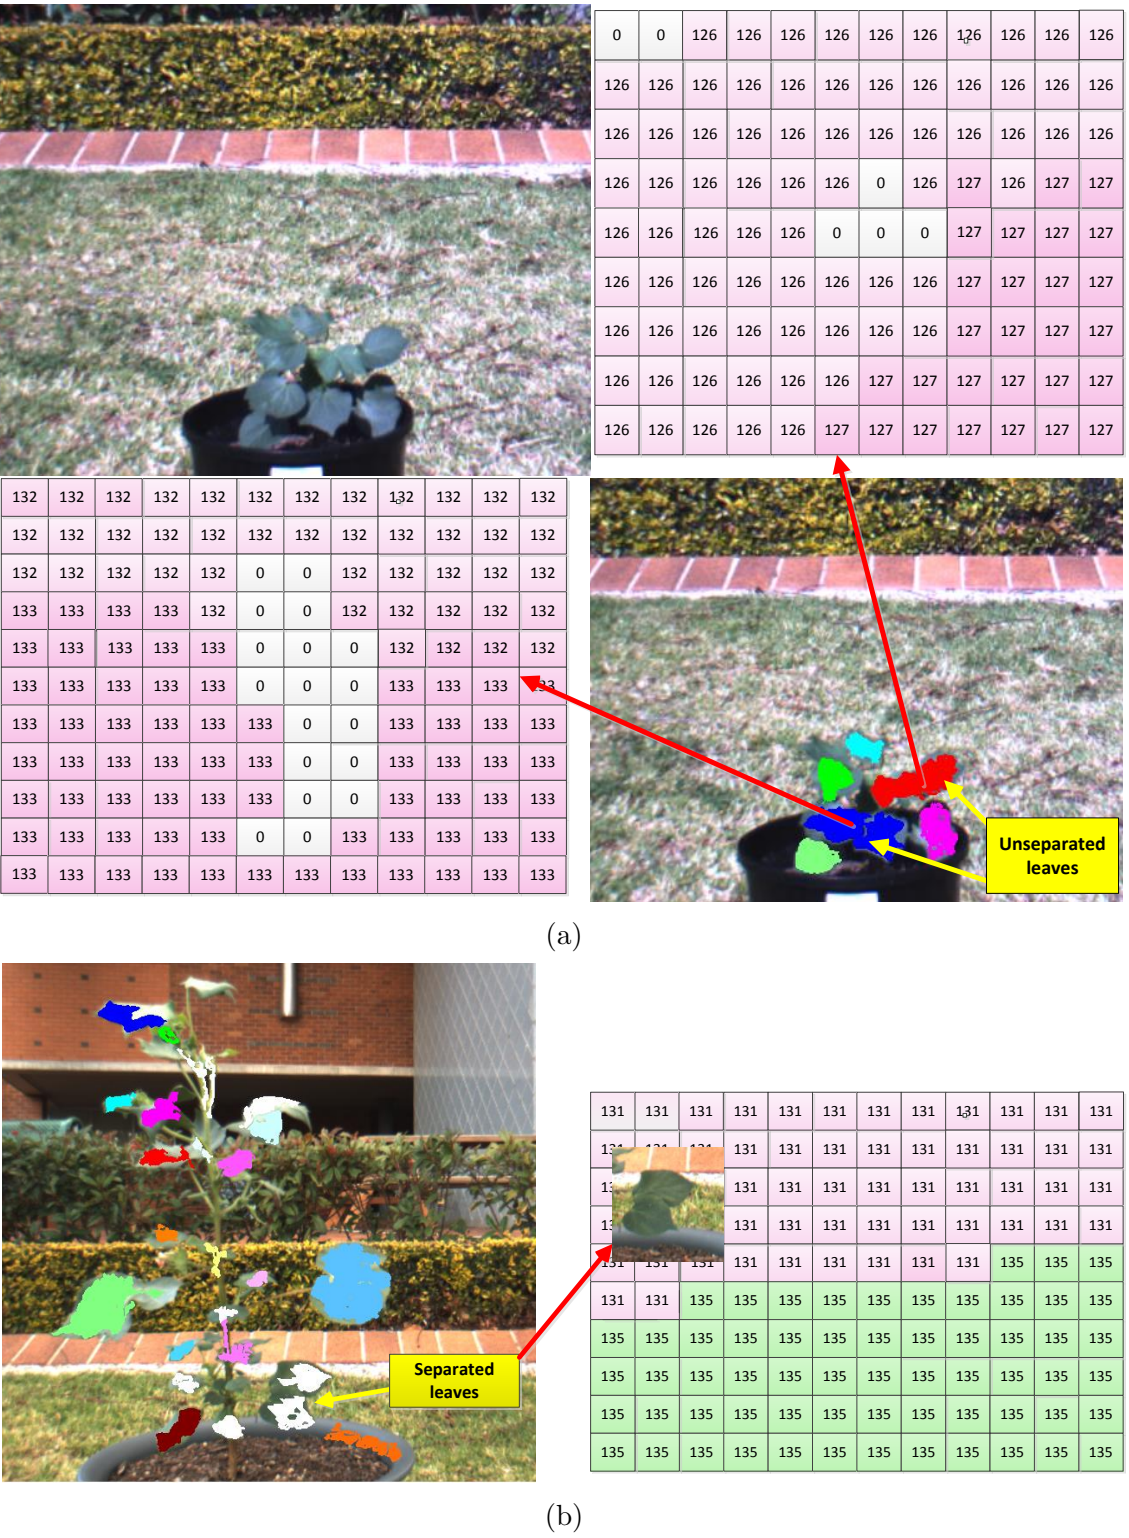 0 0 126 126 126 126 126 126 126 126 126 126
126 126 126 126 126 126 126 126 126 126 126 126
126 126 126 126 126 126 126 126 126 126 126 126
126 126 126 126 126 126 0 126 127 126 127 127
126 126 126 126 126 0 0 0 127 127 127 127
126 126 126 126 126 126 126 126 127 127 127 127
126 126 126 126 126 126 126 126 127 127 127 127
126 126 126 126 126 126 127 127 127 127 127 127
126 126 126 126 126 127 127 127 127 127 127 127
132 132 132 132 132 132 132 132 132 132 132 132
132 132 132 132 132 132 132 132 132 132 132 132
132 132 132 132 132 0 0 132 132 132 132 132
133 133 133 133 132 0 0 132 132 132 132 132
133 133 133 133 133 0 0 0 132 132 132 132
133 133 133 133 133 0 0 0 133 133 133 133
133 133 133 133 133 133 0 0 133 133 133 133
133 133 133 133 133 133 0 0 133 133 133 133
133 133 133 133 133 133 0 0 133 133 133 133
133 133 133 133 133 0 0 133 133 133 133 133
133 133 133 133 133 133 133 133 133 133 133 133
Unseparated
leaves
(a)
Separated
leaves
131 131 131 131 131 131 131 131 131 131 131 131
131 131 131 131 131 131 131 131 131 131 131 131
131 131 131 131 131 131 131 131 131
131 131 131 131 131 131 131 131 131
131 131 131 131 131 131 131 131 131 135 135 135
131 131 135 135 135 135 135 135 135 135 135 135
135 135 135 135 135 135 135 135 135 135 135 135
135 135 135 135 135 135 135 135 135 135 135 135
135 135 135 135 135 135 135 135 135 135 135 135
135 135 135 135 135 135 135 135 135 135 135 135
(b)